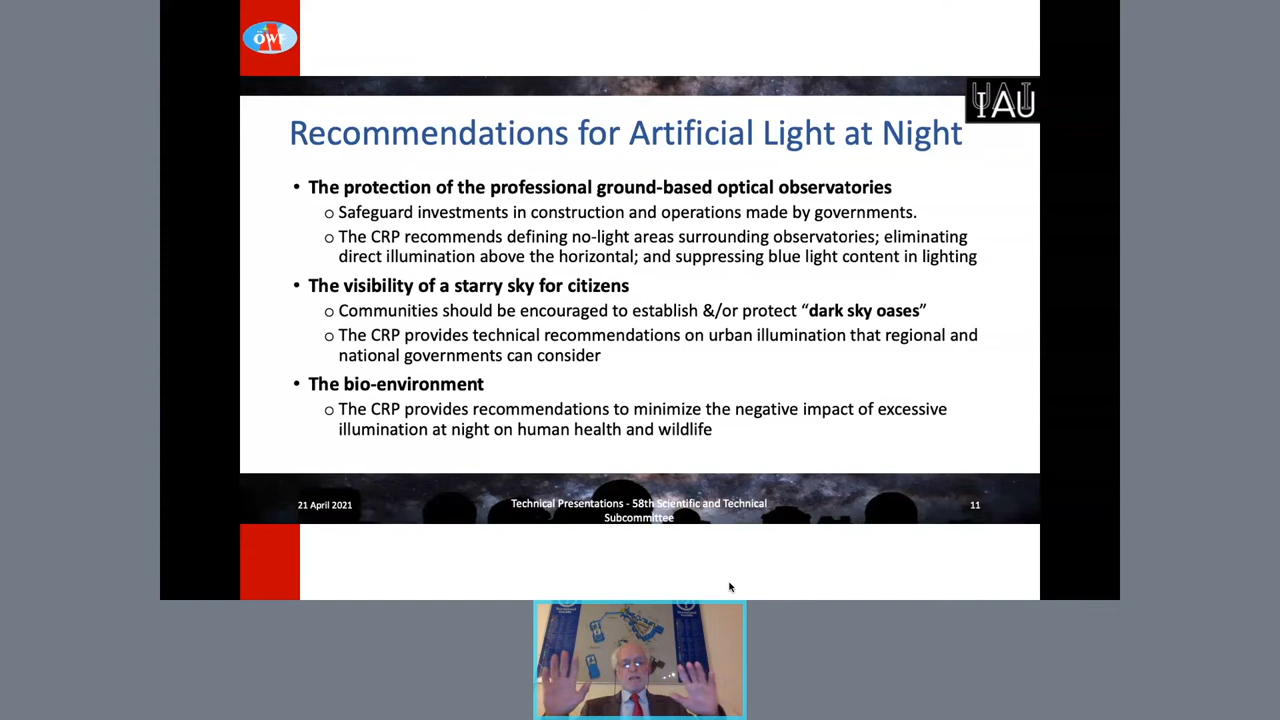 ÖWF
IAU
Recommendations for Artificial Light at Night
• The protection of the professional ground-based optical observatories
o Safeguard investments in construction and operations made by governments.
o The CRP recommends defining no-light areas surrounding observatories; eliminating
direct illumination above the horizontal; and suppressing blue light content in lighting
• The visibility of a starry sky for citizens
o Communities should be encouraged to establish &/or protect “dark sky oases”
o The CRP provides technical recommendations on urban illumination that regional and
national governments can consider
• The bio-environment
o The CRP provides recommendations to minimize the negative impact of excessive
illumination at night on human health and wildlife
21 April 2021
Technical Presentations - 58th Scientific and Technical
Subcommittee
11